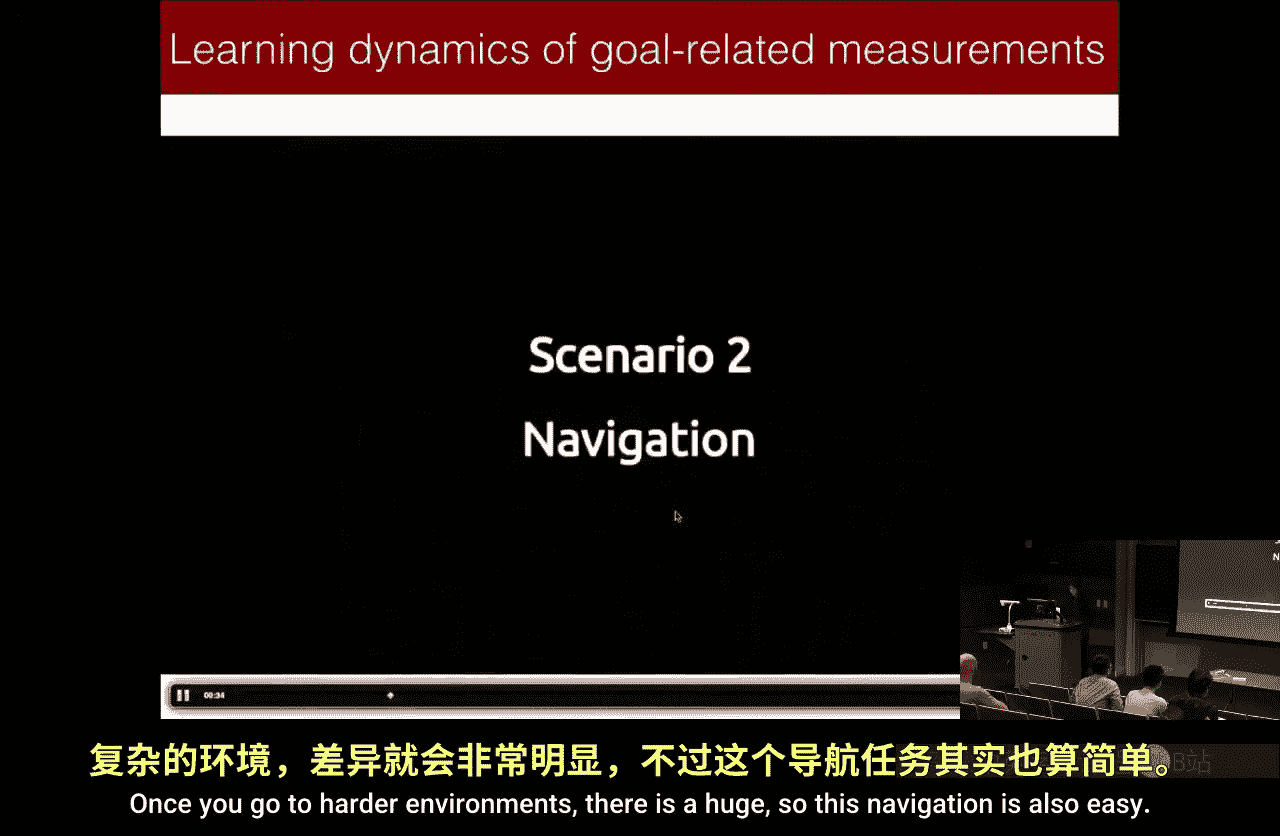 Learning dynamics of goal-related measurements
Scenario 2
Navigation
00:34
复杂的环境，差异就会非常明显，不过这个导航任务其实也算简单。
B站
Once you go to harder environments, there is a huge, so this navigation is also easy.